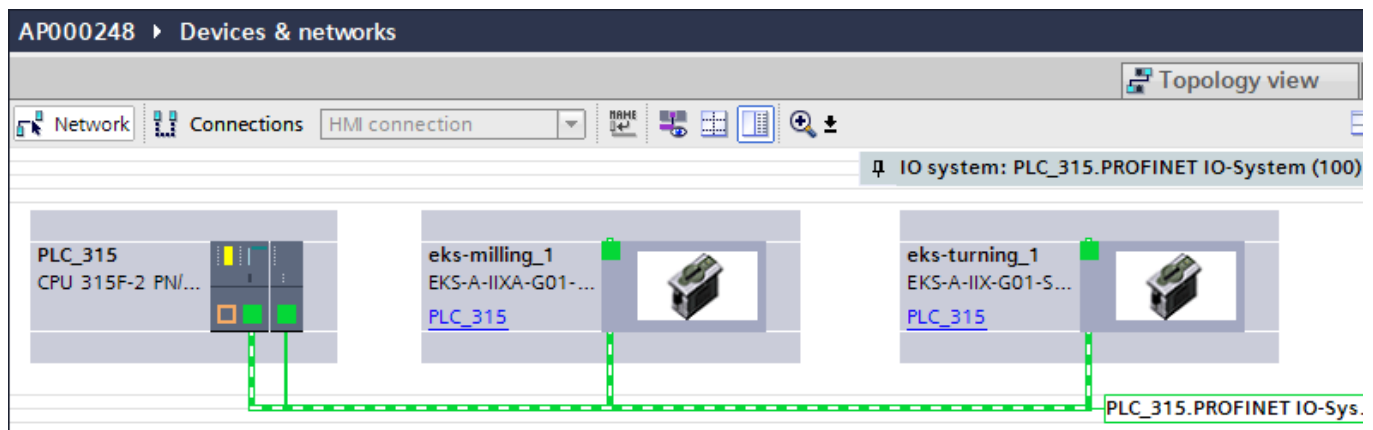 AP000248 ▸ Devices & networks
Topology view
Network Connections HMI connection NAME
IO system: PLC_315.PROFINET IO-System (100)
PLC_315
CPU 315F-2 PN/...
eks-milling_1
EKS-A-IIXA-G01-...
PLC_315
eks-turning_1
EKS-A-IIX-G01-S...
PLC_315
PLC_315.PROFINET IO-Sys.